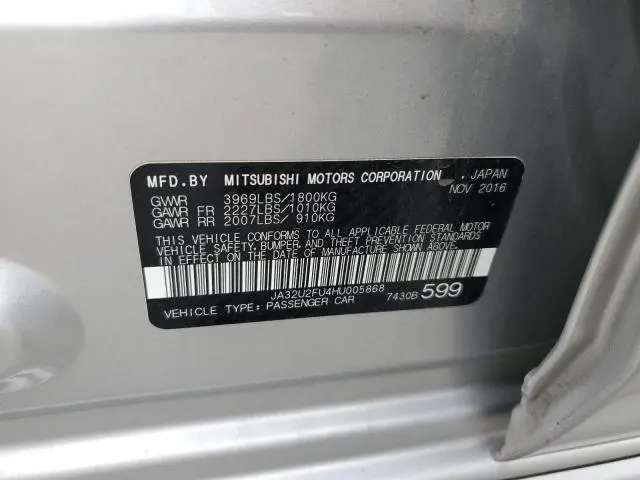 MFD.BY MITSUBISHI MOTORS CORPORATION . JAPAN
NOV 2016
GVWR 3969LBS/1800KG
GAWR FR 2227LBS/1010KG
GAWR RR 2007LBS/ 910KG
THIS VEHICLE CONFORMS TO ALL APPLICABLE FEDERAL MOTOR
VEHICLE SAFETY, BUMPER, AND THEFT PREVENTION STANDARDS
IN EFFECT ON THE DATE OF MANUFACTURE SHOWN ABOVE.
JA32U2FU4HU005868
VEHICLE TYPE: PASSENGER CAR 7430B 599